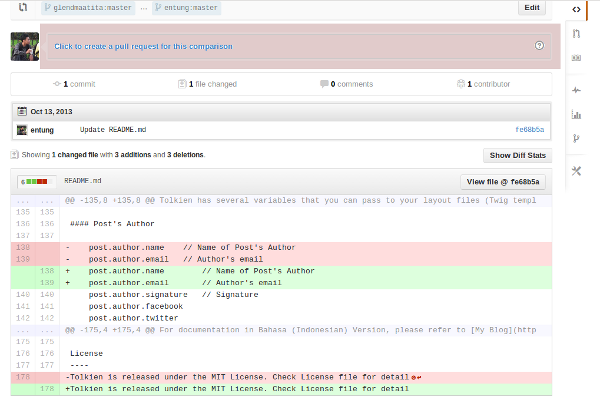 glendmaatita:master ... entung:master Edit
Click to create a pull request for this comparison
1 commit 1 file changed 0 comments 1 contributor
Oct 13, 2013
entung Update README.md fe68b5a
Showing 1 changed file with 3 additions and 3 deletions. Show Diff Stats
6 README.md View file @ fe68b5a
... ... @@ -135,8 +135,8 @@ Tolkien has several variables that you can pass to your layout files (Twig templ
135 135
136 136 #### Post's Author
137 137
138 - post.author.name // Name of Post's Author
139 - post.author.email // Author's email
138 + post.author.name // Name of Post's Author
139 + post.author.email // Author's email
140 140 post.author.signature // Signature
141 141 post.author.facebook
142 142 post.author.twitter
... ... @@ -175,4 +175,4 @@ For documentation in Bahasa (Indonesian) Version, please refer to [My Blog](http
175 175
176 176 License
177 177 ----
178 -Tolkien is released under the MIT License. Check License file for detail
178 +Tolkien is released under the MIT License. Check License file for detail